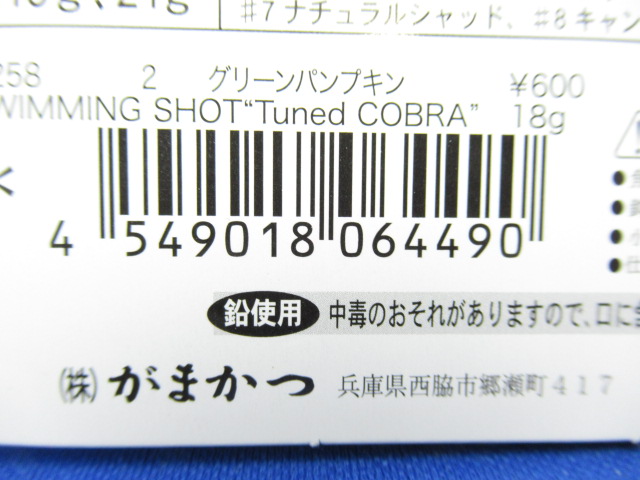 ♯7ナチュラルシャッド、♯8キャン
258 2 グリーンパンプキン ¥600
WIMMING SHOT“Tuned COBRA” 18g
4 549018 064490
鉛使用 中毒のおそれがありますので、口に
㈱がまかつ 兵庫県西脇市郷瀬町417